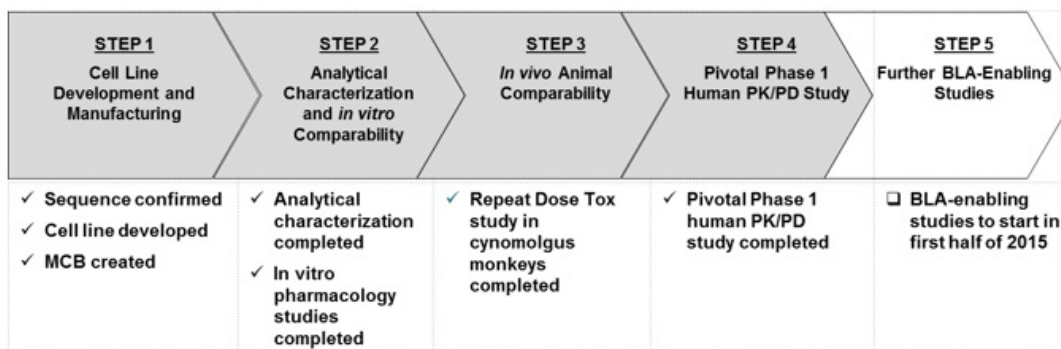 STEP 1
Cell Line
Development and
Manufacturing
STEP 2
Analytical
Characterization
and in vitro
Comparability
STEP 3
In vivo Animal
Comparability
STEP 4
Pivotal Phase 1
Human PK/PD Study
STEP 5
Further BLA-Enabling
Studies
✓ Sequence confirmed
✓ Cell line developed
✓ MCB created
✓ Analytical
characterization
completed
✓ In vitro
pharmacology
studies
completed
✓ Repeat Dose Tox
study in
cynomolgus
monkeys
completed
✓ Pivotal Phase 1
human PK/PD
study completed
❑ BLA-enabling
studies to start in
first half of 2015